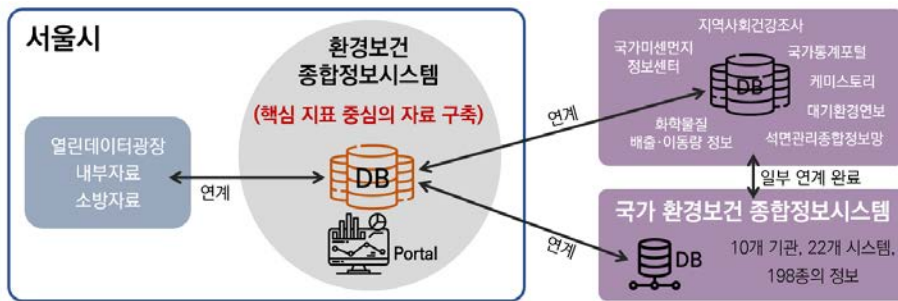 서울시
환경보건
종합정보시스템
(핵심 지표 중심의 자료 구축)
열린데이터광장
내부자료
소방자료
연계
DB
Portal
연계
연계
지역사회건강조사
국가미센먼지
정보센터
국가통계포털
DB
케미스토리
대기환경연보
화학물질
배출·이동량 정보
석면관리종합정보망
일부 연계 완료
국가 환경보건 종합정보시스템
DB
10개 기관, 22개 시스템,
198종의 정보